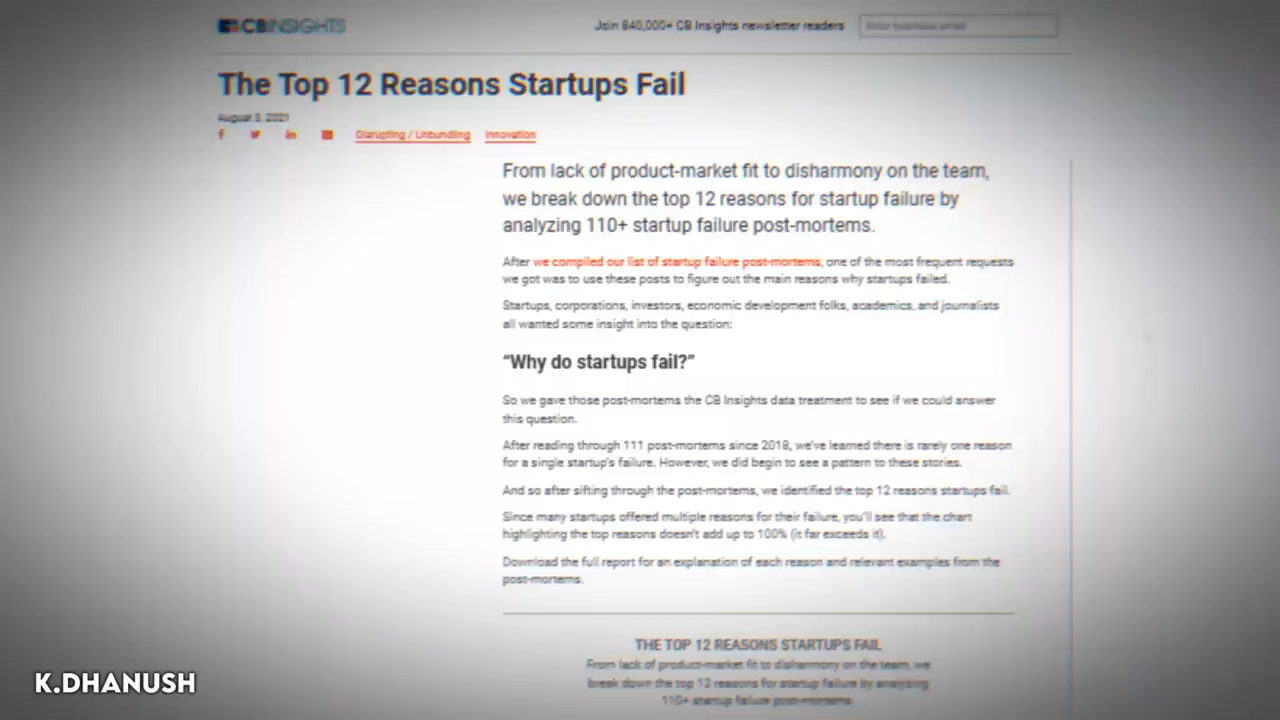 CBINSIGHTS
Join 840,000+ CB Insights newsletter readers
Enter business email
The Top 12 Reasons Startups Fail
August 3, 2021
Disrupting / Unbundling Innovation
From lack of product-market fit to disharmony on the team,
we break down the top 12 reasons for startup failure by
analyzing 110+ startup failure post-mortems.
After we compiled our list of startup failure post-mortems, one of the most frequent requests
we got was to use these posts to figure out the main reasons why startups failed.
Startups, corporations, investors, economic development folks, academics, and journalists
all wanted some insight into the question:
“Why do startups fail?”
So we gave those post-mortems the CB Insights data treatment to see if we could answer
this question.
After reading through 111 post-mortems since 2018, we've learned there is rarely one reason
for a single startup's failure. However, we did begin to see a pattern to these stories.
And so after sifting through the post-mortems, we identified the top 12 reasons startups fail.
Since many startups offered multiple reasons for their failure, you'll see that the chart
highlighting the top reasons doesn't add up to 100% (it far exceeds it).
Download the full report for an explanation of each reason and relevant examples from the
post-mortems.
THE TOP 12 REASONS STARTUPS FAIL
From lack of product-market fit to disharmony on the team, we
break down the top 12 reasons for startup failure by analyzing
110+ startup failure post-mortems
K.DHANUSH